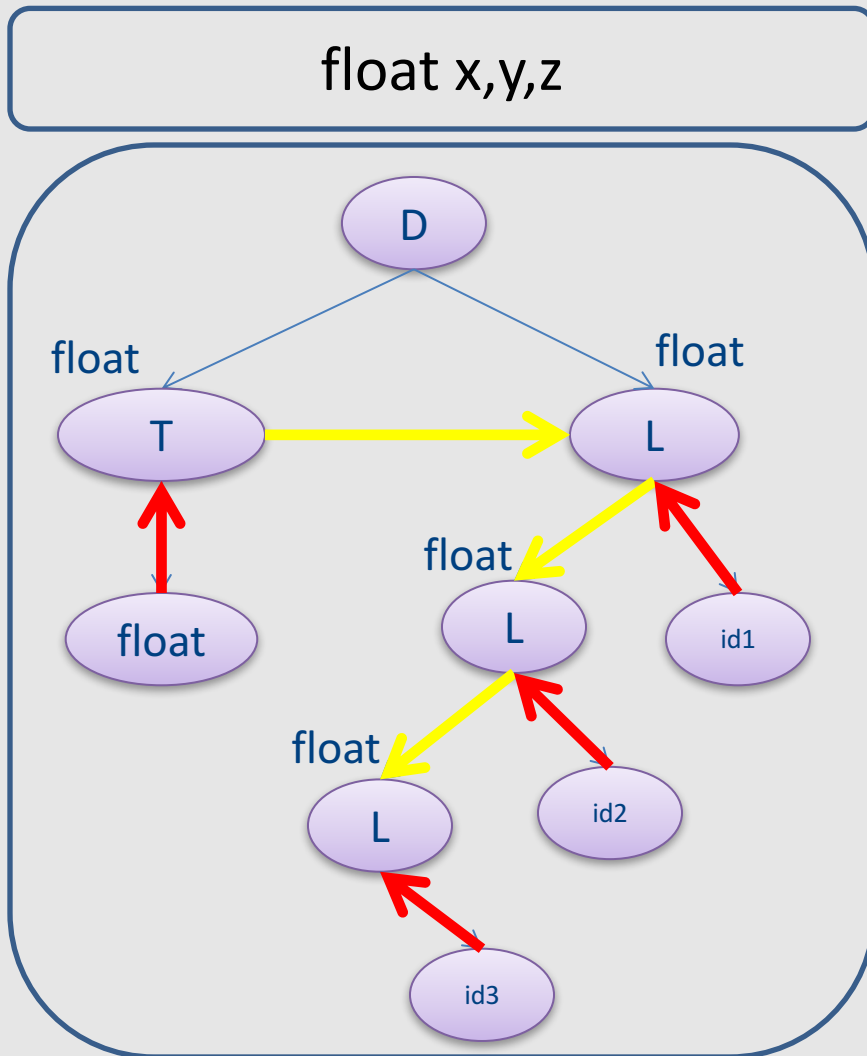 float x,y,z
D
float
float
T
L
float
float
L
id1
float
L
id2
id3